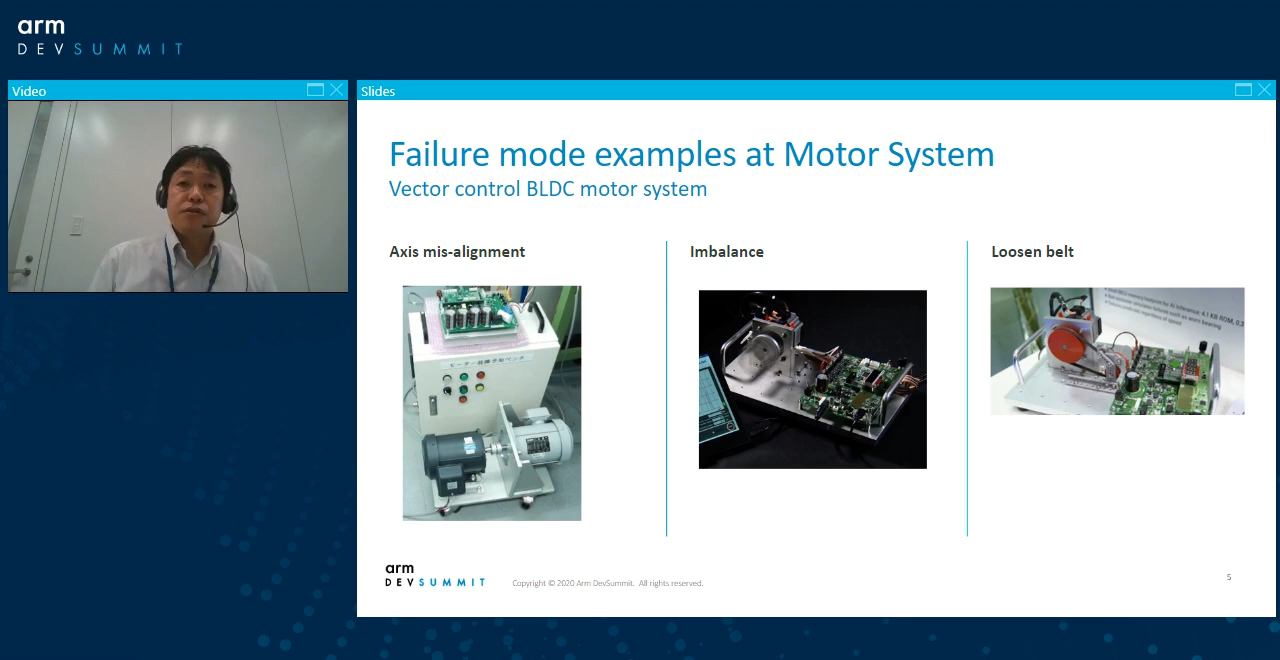 arm
DEVSUMMIT
Video
Slides
Failure mode examples at Motor System
Vector control BLDC motor system
Axis mis-alignment
Imbalance
Loosen belt
arm
DEVSUMMIT
Copyright © 2020 Arm DevSummit. All rights reserved.
5